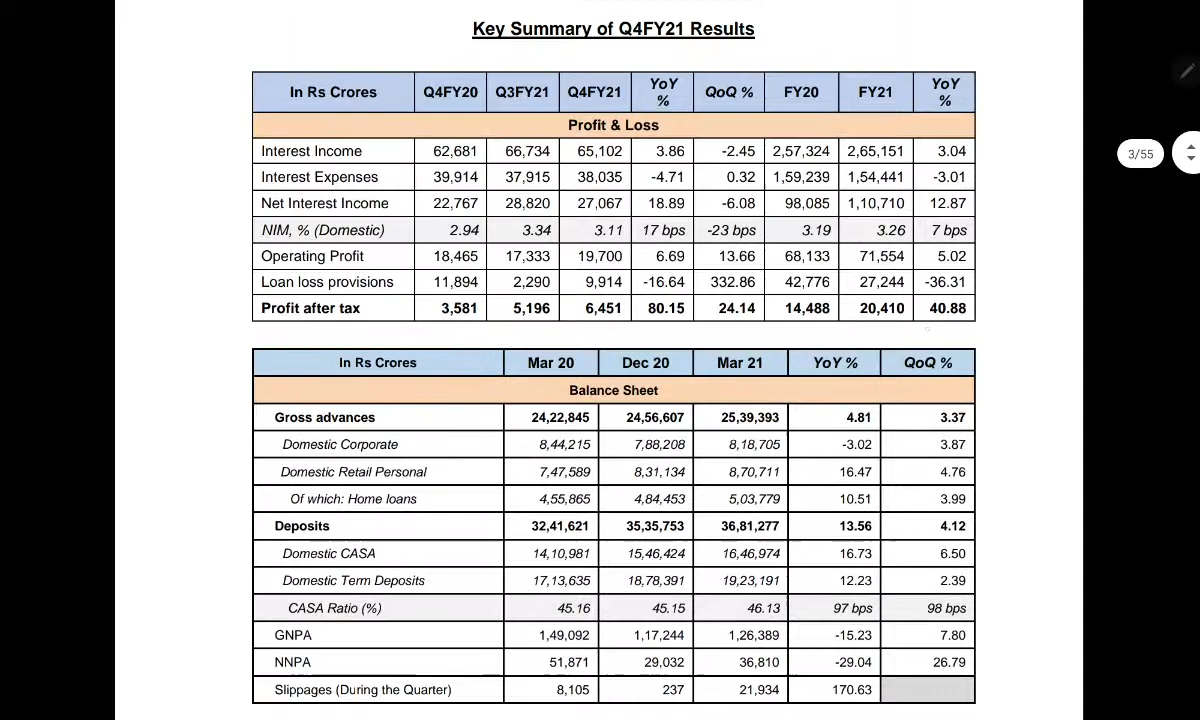 Key Summary of Q4FY21 Results
In Rs Crores Q4FY20 Q3FY21 Q4FY21 YoY % QoQ % FY20 FY21 YoY %
Profit & Loss
Interest Income 62,681 66,734 65,102 3.86 -2.45 2,57,324 2,65,151 3.04
Interest Expenses 39,914 37,915 38,035 -4.71 0.32 1,59,239 1,54,441 -3.01
Net Interest Income 22,767 28,820 27,067 18.89 -6.08 98,085 1,10,710 12.87
NIM, % (Domestic) 2.94 3.34 3.11 17 bps -23 bps 3.19 3.26 7 bps
Operating Profit 18,465 17,333 19,700 6.69 13.66 68,133 71,554 5.02
Loan loss provisions 11,894 2,290 9,914 -16.64 332.86 42,776 27,244 -36.31
Profit after tax 3,581 5,196 6,451 80.15 24.14 14,488 20,410 40.88
In Rs Crores Mar 20 Dec 20 Mar 21 YoY % QoQ %
Balance Sheet
Gross advances 24,22,845 24,56,607 25,39,393 4.81 3.37
Domestic Corporate 8,44,215 7,88,208 8,18,705 -3.02 3.87
Domestic Retail Personal 7,47,589 8,31,134 8,70,711 16.47 4.76
Of which: Home loans 4,55,865 4,84,453 5,03,779 10.51 3.99
Deposits 32,41,621 35,35,753 36,81,277 13.56 4.12
Domestic CASA 14,10,981 15,46,424 16,46,974 16.73 6.50
Domestic Term Deposits 17,13,635 18,78,391 19,23,191 12.23 2.39
CASA Ratio (%) 45.16 45.15 46.13 97 bps 98 bps
GNPA 1,49,092 1,17,244 1,26,389 -15.23 7.80
NNPA 51,871 29,032 36,810 -29.04 26.79
Slippages (During the Quarter) 8,105 237 21,934 170.63
3/55